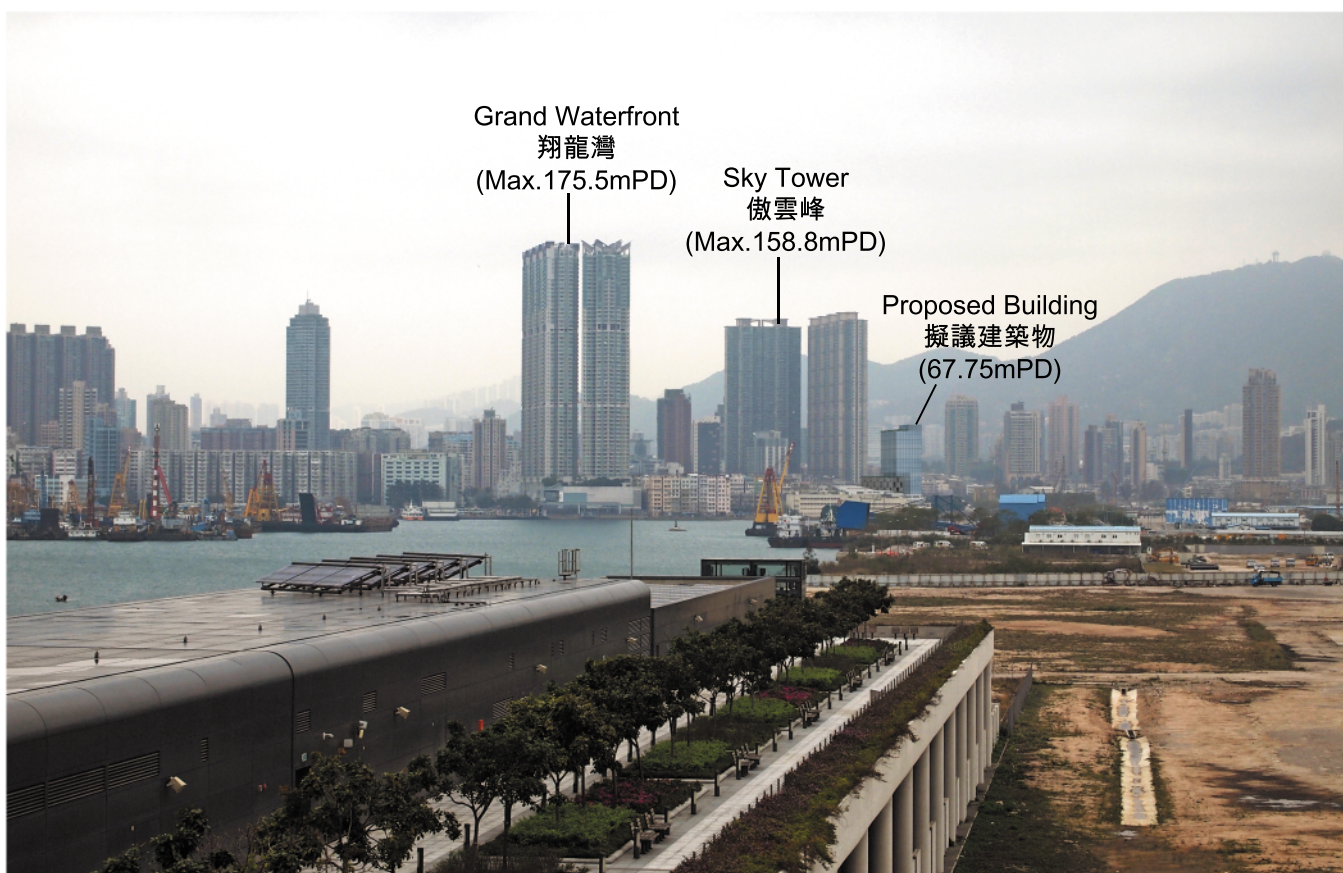 Grand Waterfront
翔龍灣
(Max.175.5mPD)
Sky Tower
傲雲峰
(Max.158.8mPD)
Proposed Building
擬議建築物
(67.75mPD)